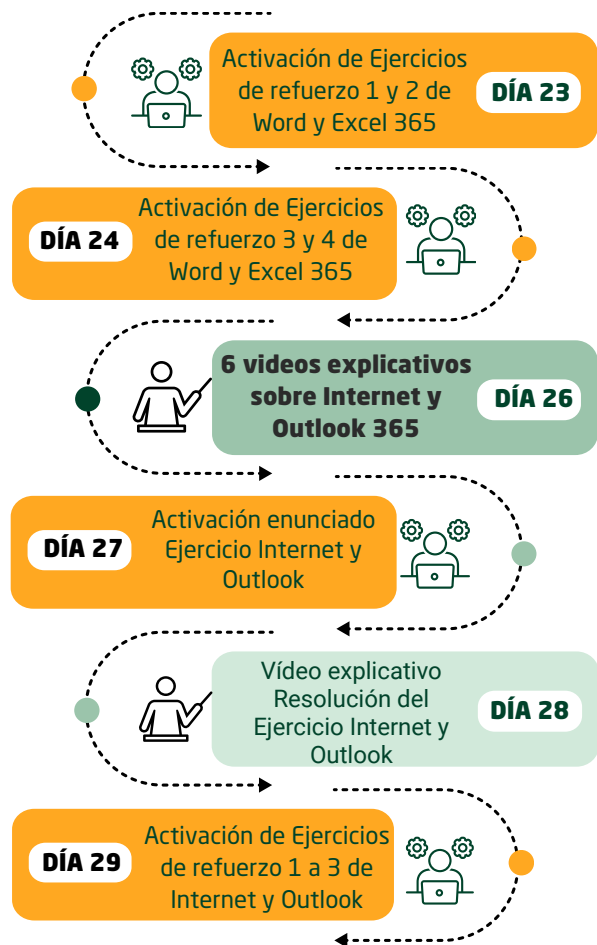 Activación de Ejercicios
de refuerzo 1 y 2 de
Word y Excel 365
DÍA 23
DÍA 24
Activación de Ejercicios
de refuerzo 3 y 4 de
Word y Excel 365
6 videos explicativos
sobre Internet y
Outlook 365
DÍA 26
DÍA 27
Activación enunciado
Ejercicio Internet y
Outlook
Vídeo explicativo
Resolución del
Ejercicio Internet y
Outlook
DÍA 28
DÍA 29
Activación de Ejercicios
de refuerzo 1 a 3 de
Internet y Outlook